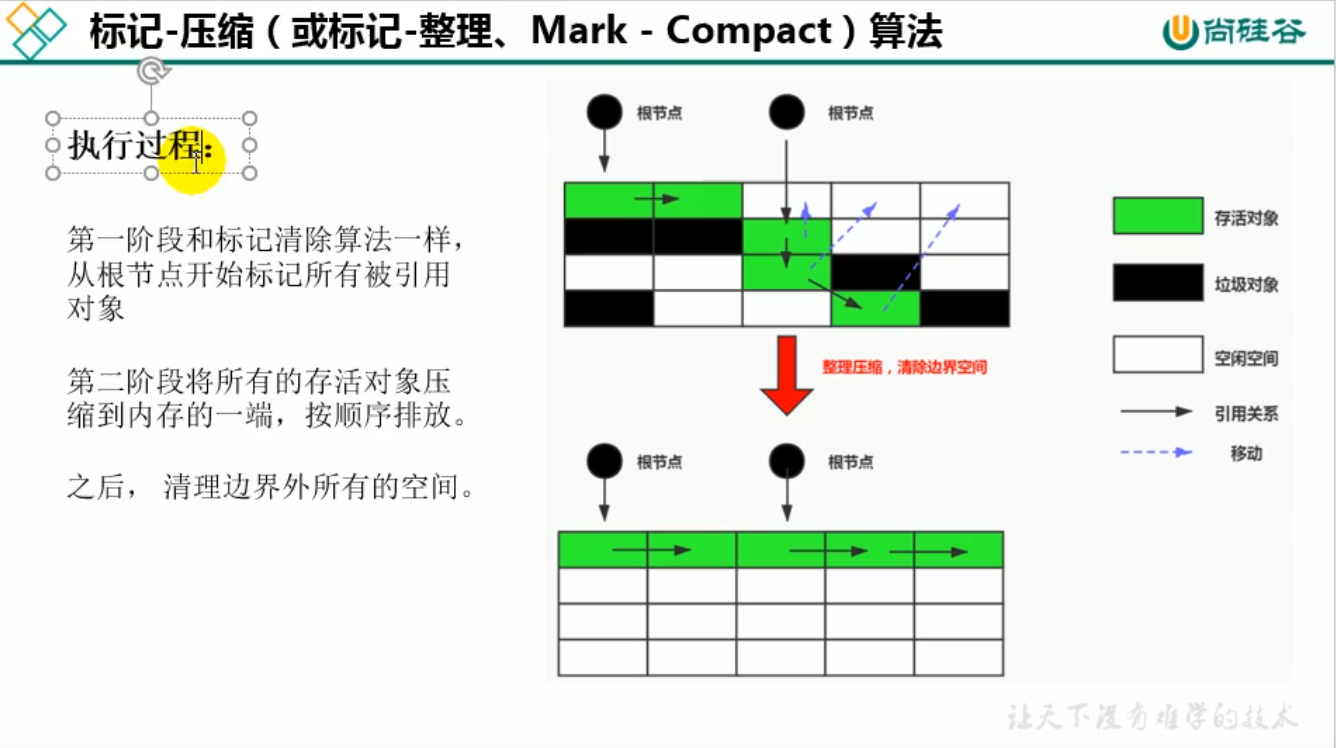 标记-压缩（或标记-整理、Mark - Compact）算法
尚硅谷
执行过程：
第一阶段和标记清除算法一样，
从根节点开始标记所有被引用
对象
第二阶段将所有的存活对象压
缩到内存的一端，按顺序排放。
之后， 清理边界外所有的空间。
根节点
根节点
整理压缩，清除边界空间
根节点
根节点
存活对象
垃圾对象
空闲空间
引用关系
移动
让天下没有难学的技术